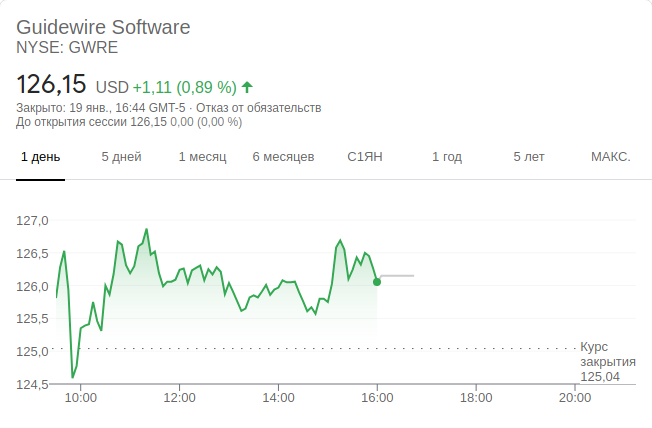 Guidewire Software
NYSE: GWRE
126,15 USD +1,11 (0,89 %)
Закрыто: 19 янв., 16:44 GMT-5 · Отказ от обязательств
До открытия сессии 126,15 0,00 (0,00 %)
1 день 5 дней 1 месяц 6 месяцев С1ЯН 1 год 5 лет МАКС.
127,0
126,5
126,0
125,5
125,0
124,5
Курс
закрытия
125,04
10:00 12:00 14:00 16:00 18:00 20:00